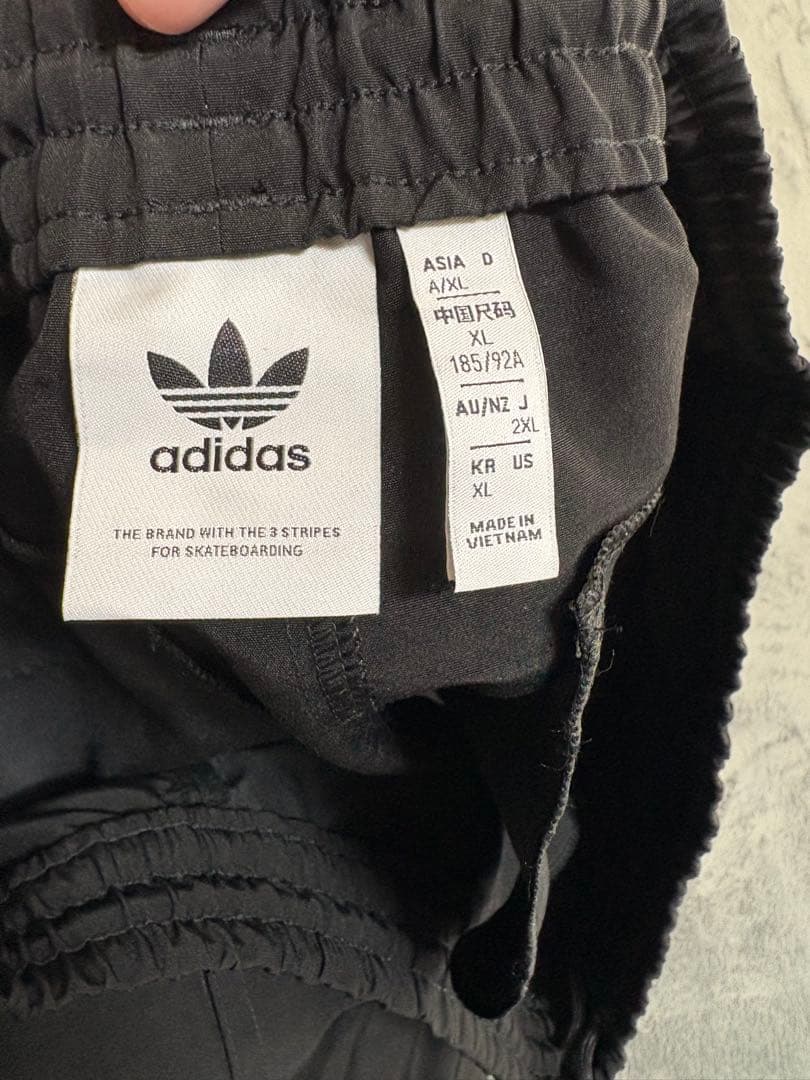 adidas
THE BRAND WITH THE 3 STRIPES
FOR SKATEBOARDING
ASIA D
A/XL
中国尺码
XL
185/92A
AU/NZ J
2XL
KR US
XL
MADE IN
VIETNAM